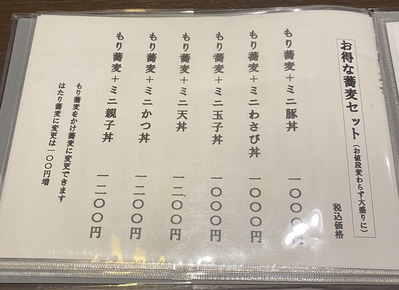 お得な蕎麦セット(お値段変わらず大盛りに)
税込価格
もり蕎麦+ミニ豚丼 一〇〇〇円
もり蕎麦+ミニわさび丼 一〇〇〇円
もり蕎麦+ミニ玉子丼 一〇〇〇円
もり蕎麦+ミニ天丼 一二〇〇円
もり蕎麦+ミニかつ丼 一二〇〇円
もり蕎麦+ミニ親子丼 一二〇〇円
もり蕎麦をかけ蕎麦に変更できます
はたり蕎麦に変更は一〇〇円増